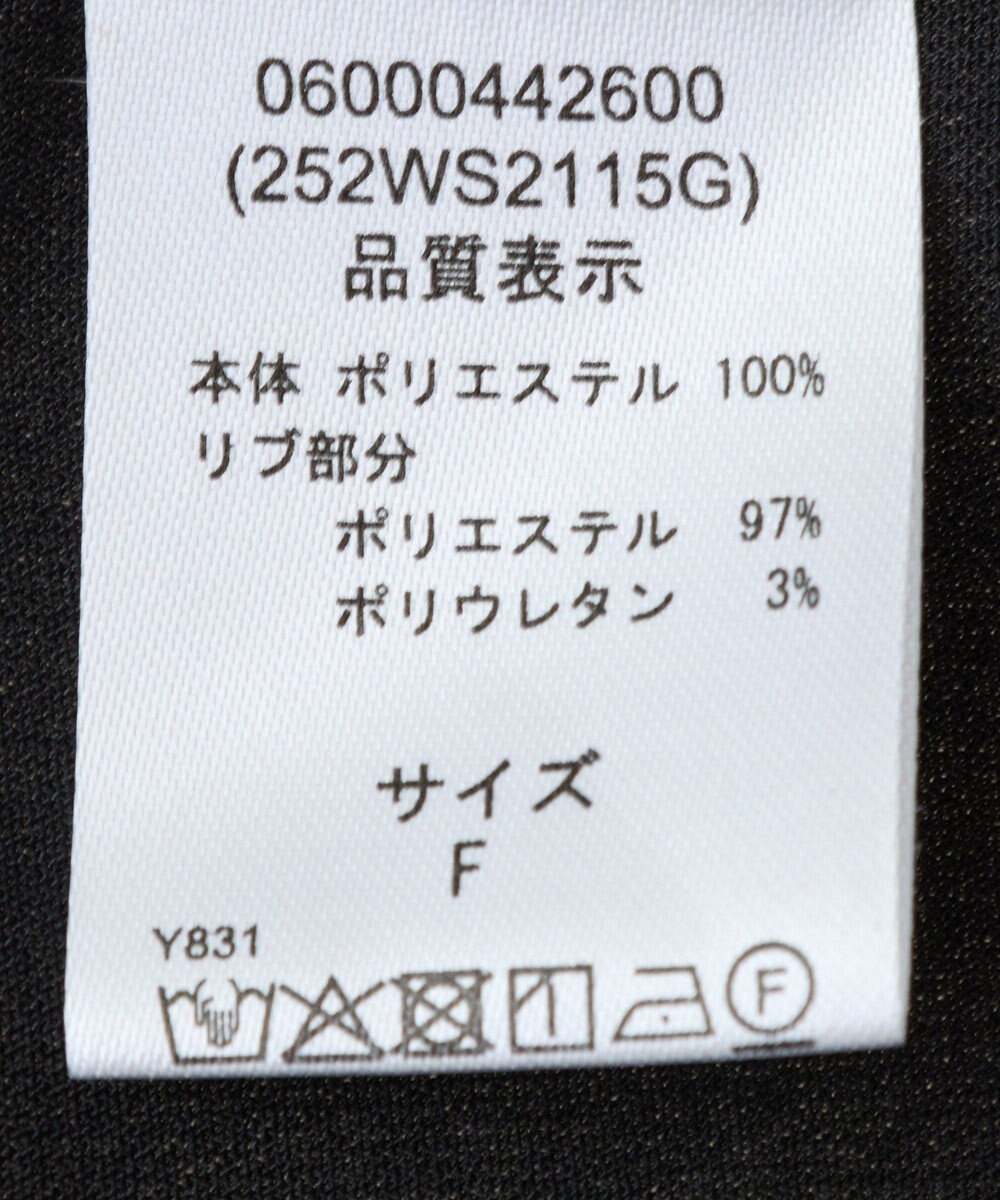 06000442600
(252WS2115G)
品質表示
本体 ポリエステル 100%
リブ部分
ポリエステル 97%
ポリウレタン 3%
サイズ
F
Y831
F